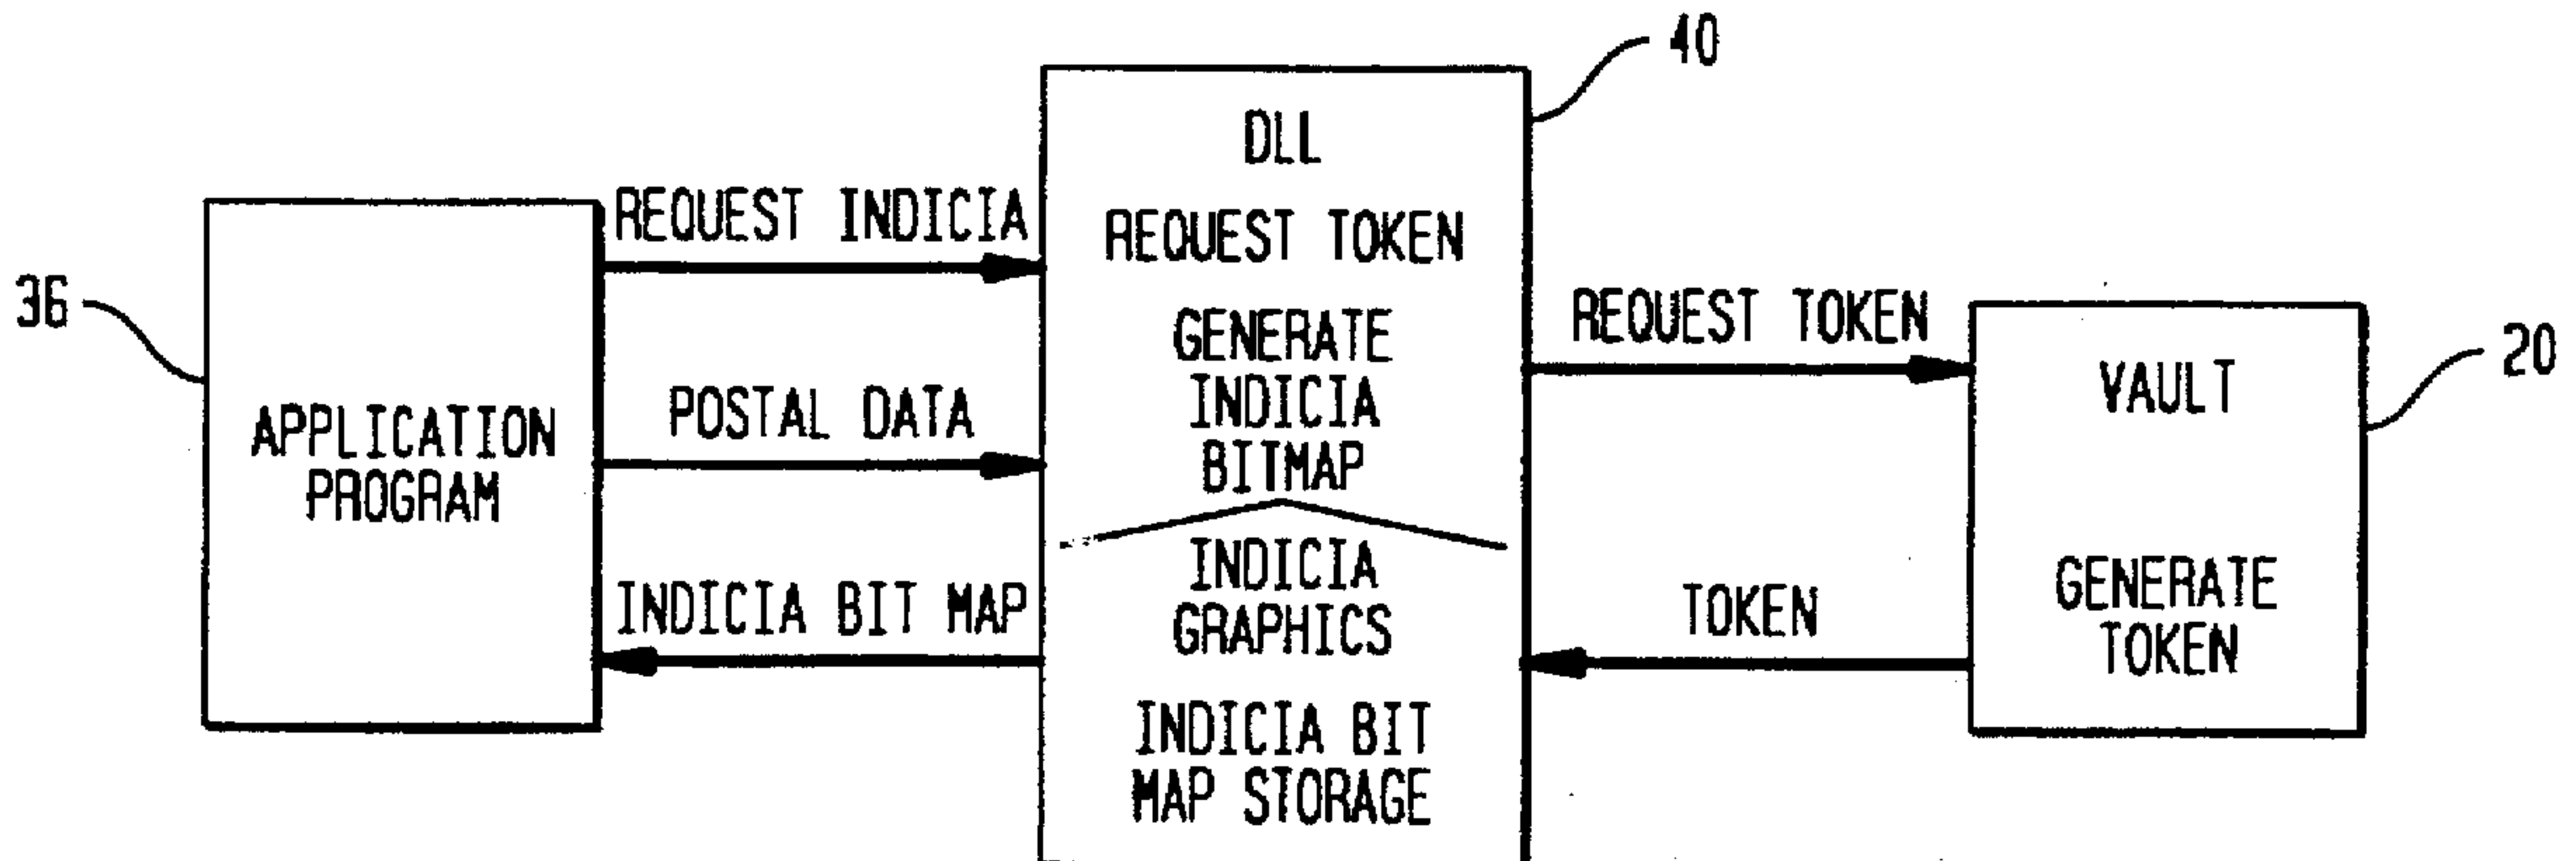 40
DLL
REQUEST INDICIA
REQUEST TOKEN
36
GENERATE
INDICIA
BITMAP
REQUEST TOKEN
20
VAULT
POSTAL DATA
APPLICATION
PROGRAM
INDICIA
GRAPHICS
INDICIA BIT MAP
TOKEN
GENERATE
TOKEN
INDICIA BIT
MAP STORAGE